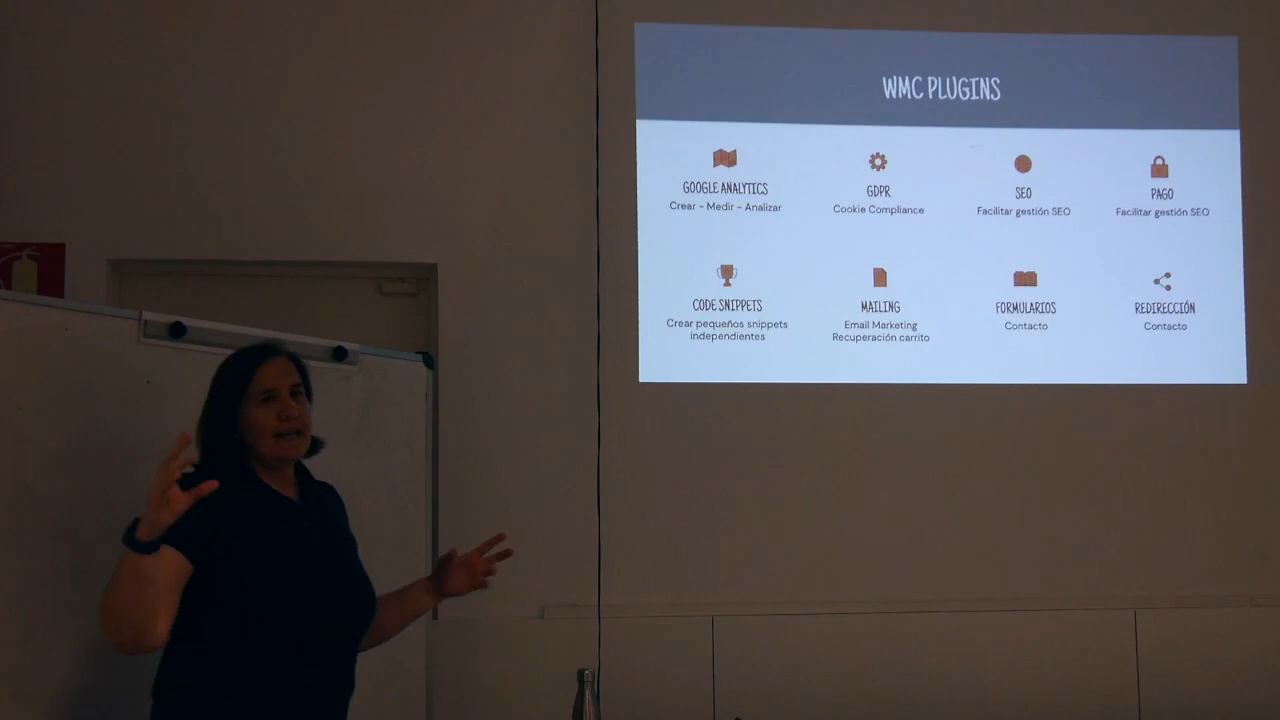 WMC PLUGINS
GOOGLE ANALYTICS
Crear - Medir - Analizar
GDPR
Cookie Compliance
SEO
Facilitar gestión SEO
PAGO
Facilitar gestión SEO
CODE SNIPPETS
Crear pequeños snippets
independientes
MAILING
Email Marketing
Recuperación carrito
FORMULARIOS
Contacto
REDIRECCIÓN
Contacto